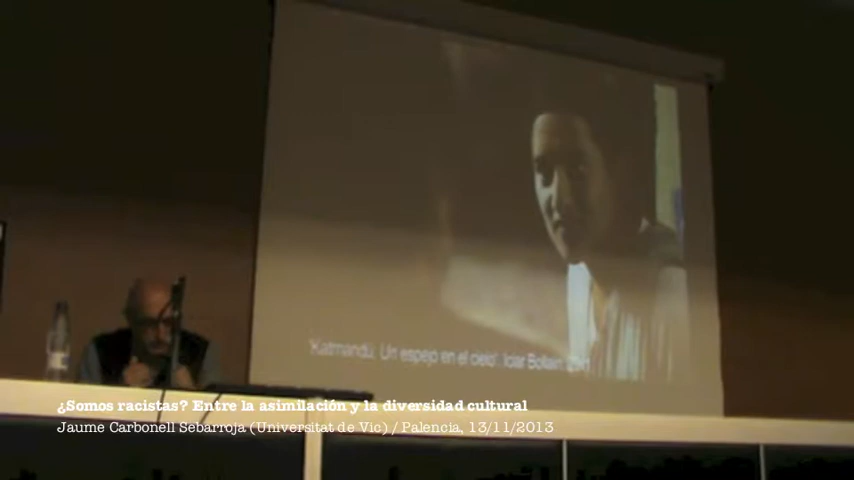 'Katmandú. Un espejo en el cielo'. Icíar Bollaín
¿Somos racistas? Entre la asimilación y la diversidad cultural
Jaume Carbonell Sebarroja (Universitat de Vic) / Palencia, 13/11/2013